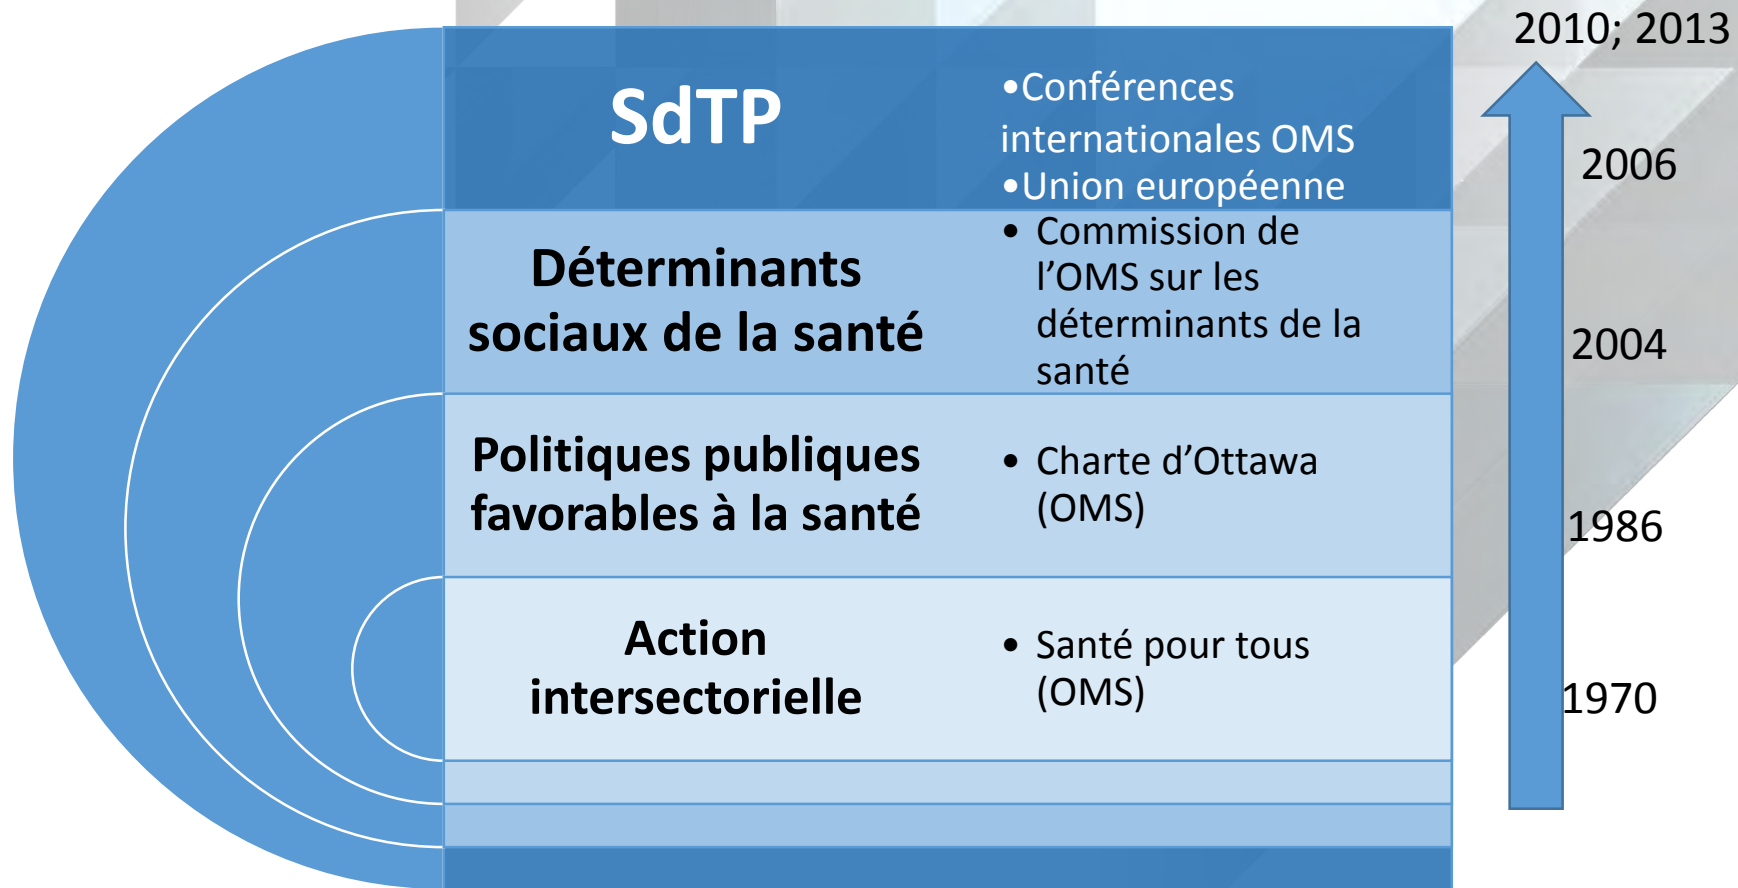 2010; 2013
SdTP
•Conférences
internationales OMS
•Union européenne
2006
Déterminants
sociaux de la santé
• Commission de
l’OMS sur les
déterminants de la
santé
2004
Politiques publiques
favorables à la santé
• Charte d’Ottawa
(OMS)
1986
Action
intersectorielle
• Santé pour tous
(OMS)
1970